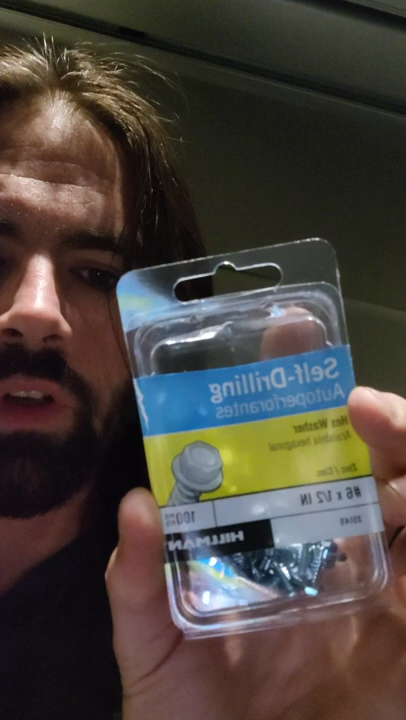 Self-Drilling
Autoperforantes
Hex Washer
Arandela hexagonal
Zinc / Cinc
#6 x 1/2 IN
100
HILLMAN